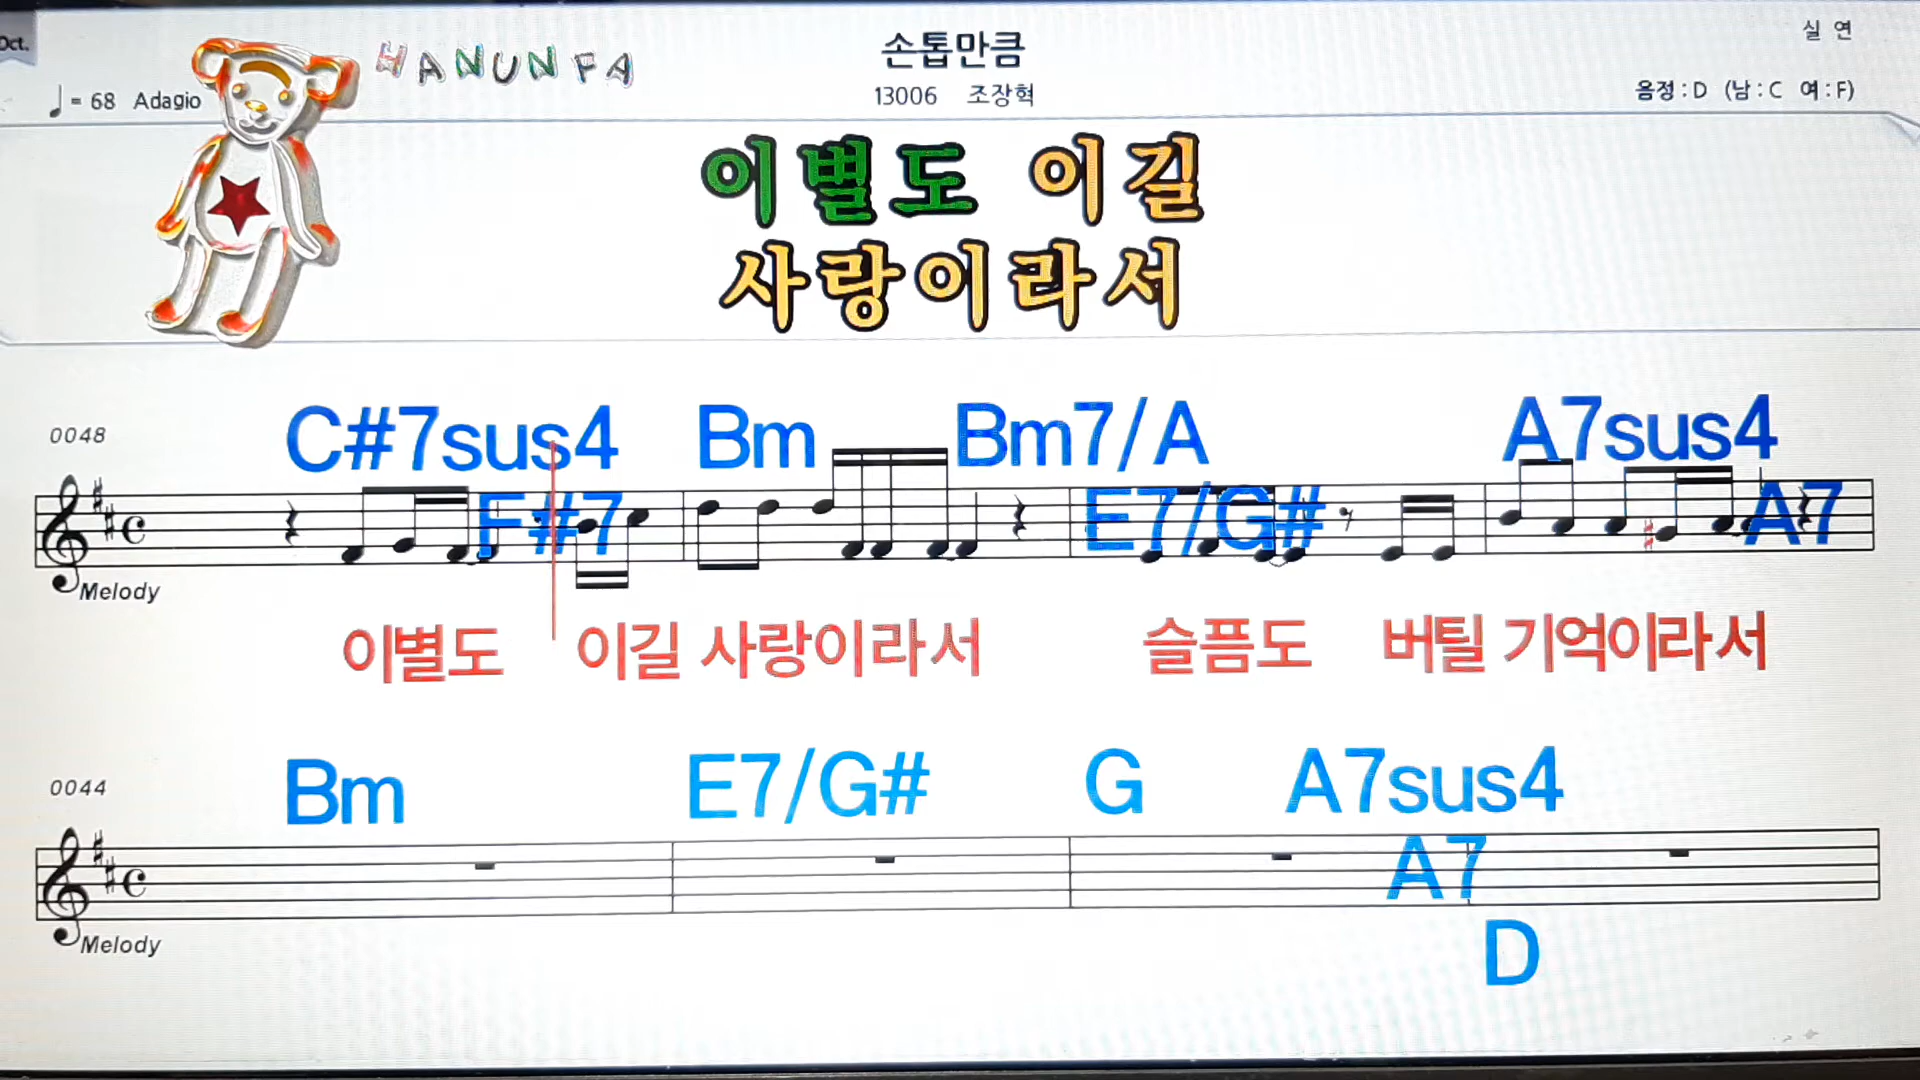 Oct.
HANUNFA
손톱만큼
실 연
♩= 68 Adagio
13006 조장혁
음정:D (남:C 여:F)
이별도 이길
사랑이라서
0048
C#7sus4 Bm Bm7/A A7sus4
F#7 E7/G# A7
Melody
이별도 이길 사랑이라서 슬픔도 버틸 기억이라서
0044
Bm E7/G# G A7sus4
A7
Melody
D